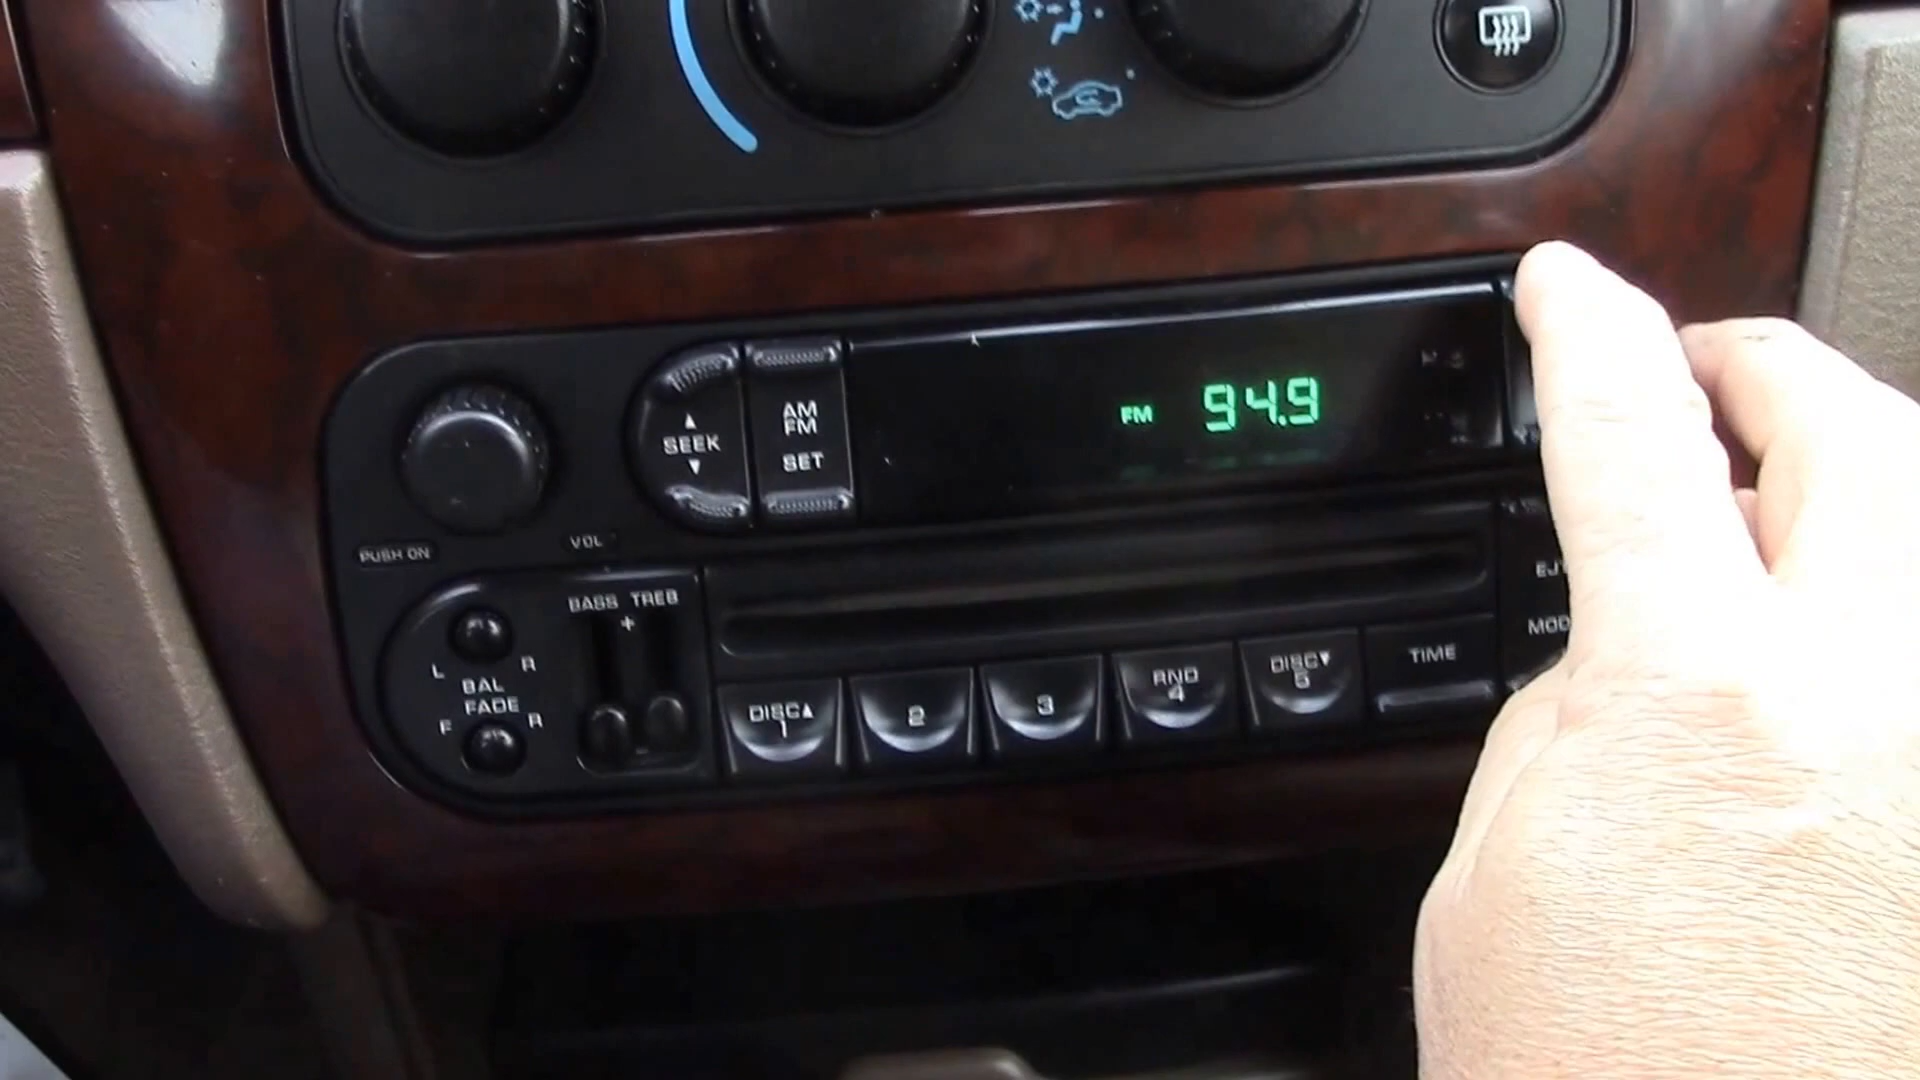 SEEK
AM
FM
SET
FM 94.9
PUSH ON
VOL
BASS TREB
+
L R
BAL
FADE
F R
DISC▲
1
2
3
RND
4
DISC▼
5
TIME